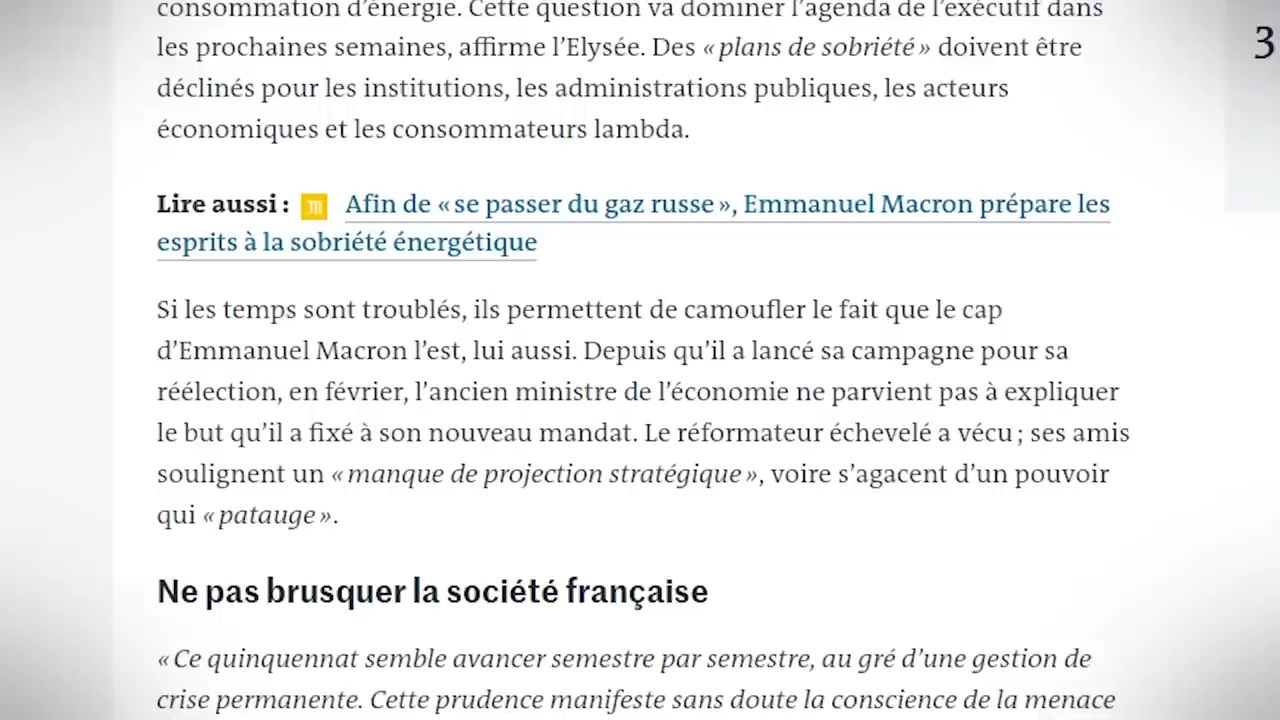 consommation d'énergie. Cette question va dominer l'agenda de l'exécutif dans
les prochaines semaines, affirme l'Elysée. Des « plans de sobriété » doivent être
déclinés pour les institutions, les administrations publiques, les acteurs
économiques et les consommateurs lambda.
Lire aussi : Afin de « se passer du gaz russe », Emmanuel Macron prépare les
esprits à la sobriété énergétique
Si les temps sont troublés, ils permettent de camoufler le fait que le cap
d'Emmanuel Macron l'est, lui aussi. Depuis qu'il a lancé sa campagne pour sa
réélection, en février, l'ancien ministre de l'économie ne parvient pas à expliquer
le but qu'il a fixé à son nouveau mandat. Le réformateur échevelé a vécu ; ses amis
soulignent un « manque de projection stratégique », voire s'agacent d'un pouvoir
qui « patauge ».
Ne pas brusquer la société française
« Ce quinquennat semble avancer semestre par semestre, au gré d'une gestion de
crise permanente. Cette prudence manifeste sans doute la conscience de la menace
3